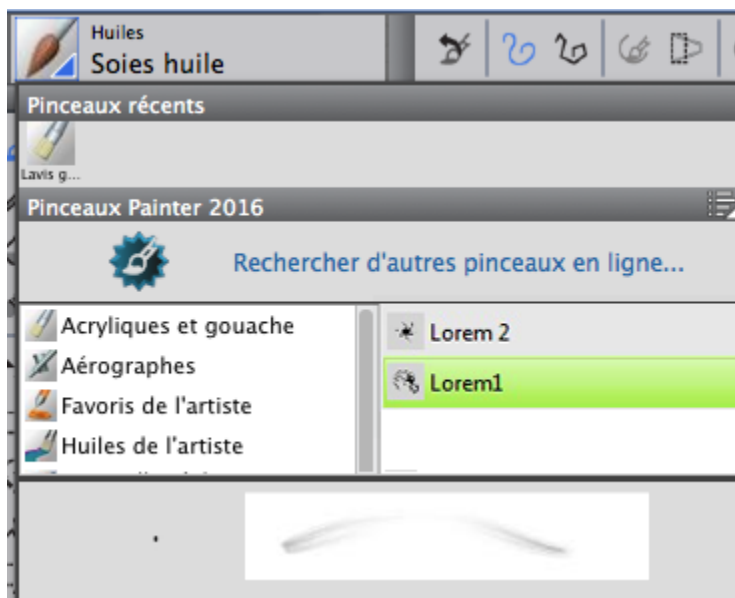 Huiles
Soies huile
Pinceaux récents
Lavis g...
Pinceaux Painter 2016
Rechercher d'autres pinceaux en ligne...
Acryliques et gouache
Lorem 2
Aérographes
Lorem1
Favoris de l'artiste
Huiles de l'artiste